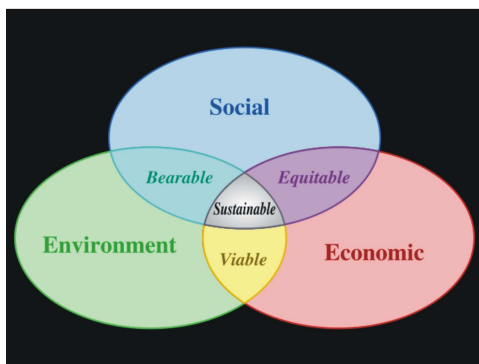 Social
Bearable
Equitable
Sustainable
Environment
Viable
Economic